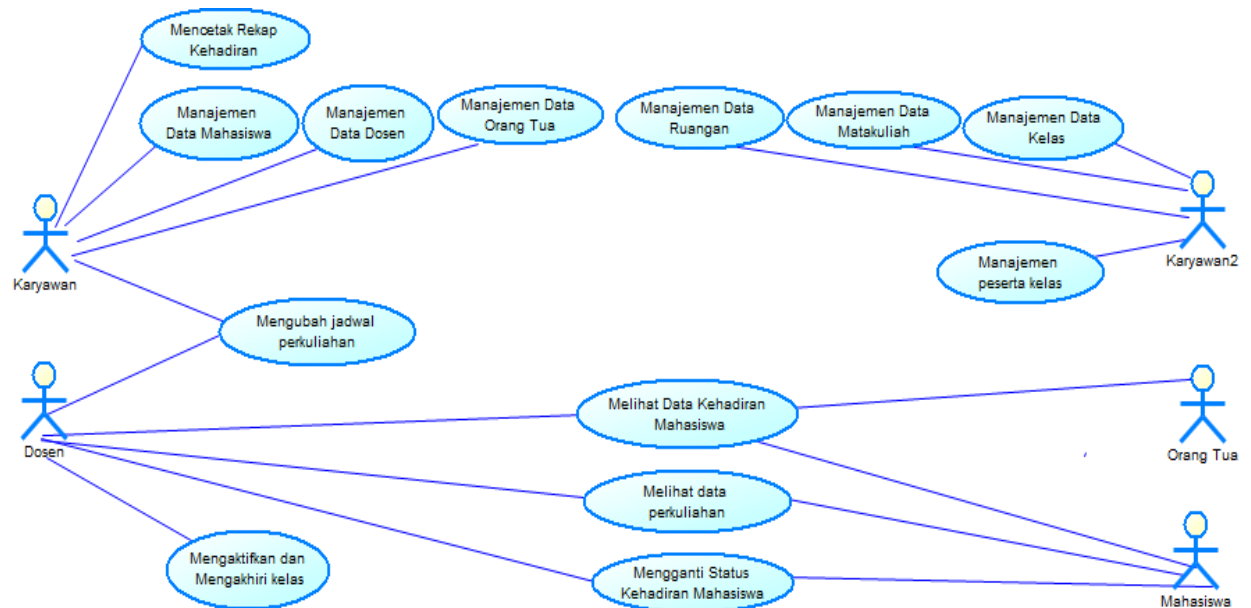 Mencetak Rekap
Kehadiran
Manajemen
Data Mahasiswa
Manajemen
Data Dosen
Manajemen Data
Orang Tua
Manajemen Data
Ruangan
Manajemen Data
Matakuliah
Manajemen Data
Kelas
Karyawan
Karyawan2
Manajemen
peserta kelas
Mengubah jadwal
perkuliahan
Dosen
Melihat Data Kehadiran
Mahasiswa
Orang Tua
Melihat data
perkuliahan
Mengaktifkan dan
Mengakhiri kelas
Mengganti Status
Kehadiran Mahasiswa
Mahasiswa